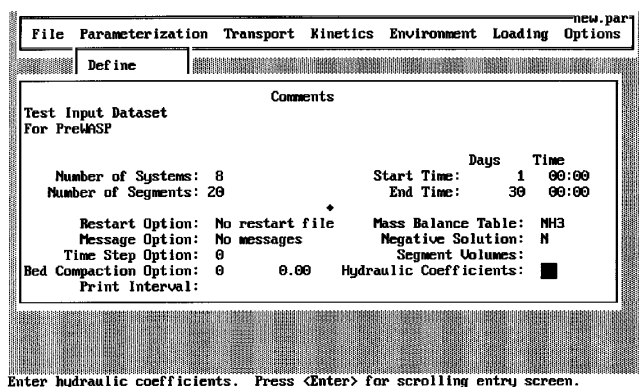 new.par
File Parameterization Transport Kinetics Environment Loading Options
Define
Comments
Test Input Dataset
For PreWASP
Days Time
Number of Systems: 8 Start Time: 1 00:00
Number of Segments: 20 End Time: 30 00:00
Restart Option: No restart file Mass Balance Table: NH3
Message Option: No messages Negative Solution: N
Time Step Option: 0 Segment Volumes:
Bed Compaction Option: 0 0.00 Hydraulic Coefficients:
Print Interval:
Enter hydraulic coefficients. Press <Enter> for scrolling entry screen.